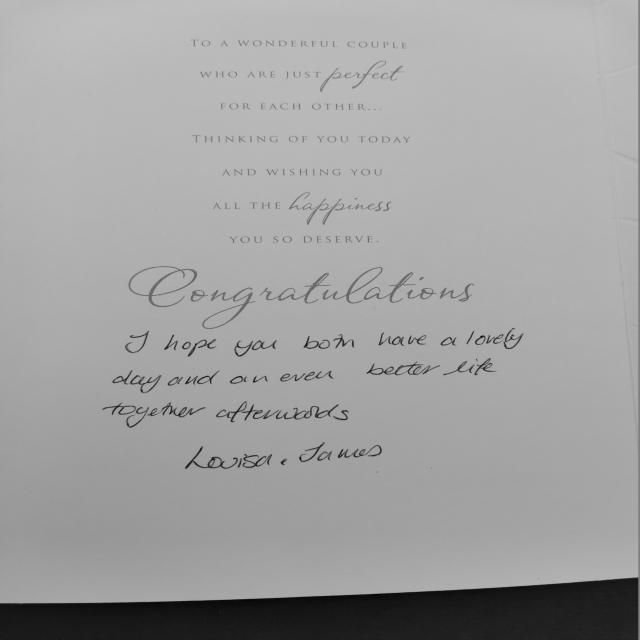 TO A WONDERFUL COUPLE
WHO ARE JUST perfect
FOR EACH OTHER...
THINKING OF YOU TODAY
AND WISHING YOU
ALL THE happiness
YOU SO DESERVE.
Congratulations
I hope you both have a lovely
day and an even better life
together afterwards
Louisa. James